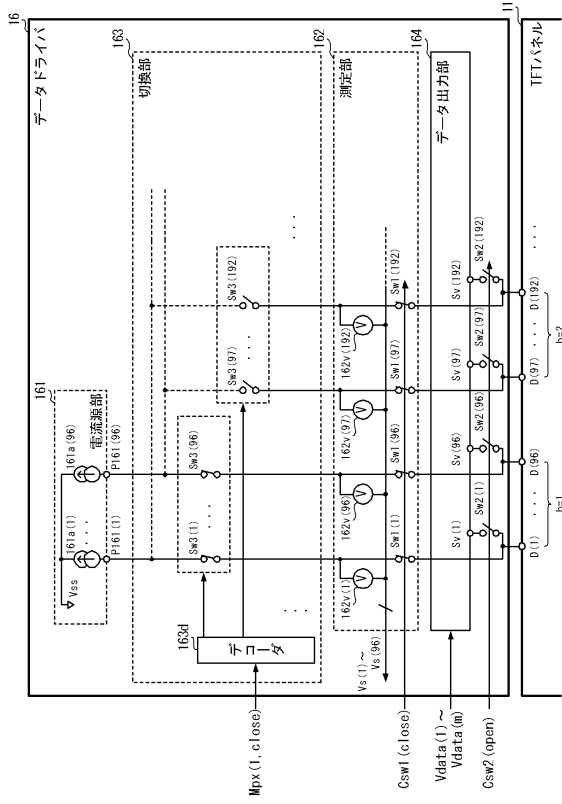 16
データドライバ
161
電流源部
Vss
161a(1)
161a(96)
P161(1)
P161(96)
163
切換部
Sw3(1)
Sw3(96)
Sw3(97)
Sw3(192)
163d
デコーダ
Mpx(1,close)
162
測定部
162v(1)
162v(96)
162v(97)
162v(192)
Vs(1)～
Vs(96)
Sw1(1)
Sw1(96)
Sw1(97)
Sw1(192)
Csw1(close)
164
データ出力部
Vdata(1)～
Vdata(m)
Sv(1)
Sv(96)
Sv(97)
Sv(192)
Sw2(1)
Sw2(96)
Sw2(97)
Sw2(192)
Csw2(open)
11
TFTパネル
D(1)
...
D(96)
D(97)
...
D(192)
...
h=1
h=2